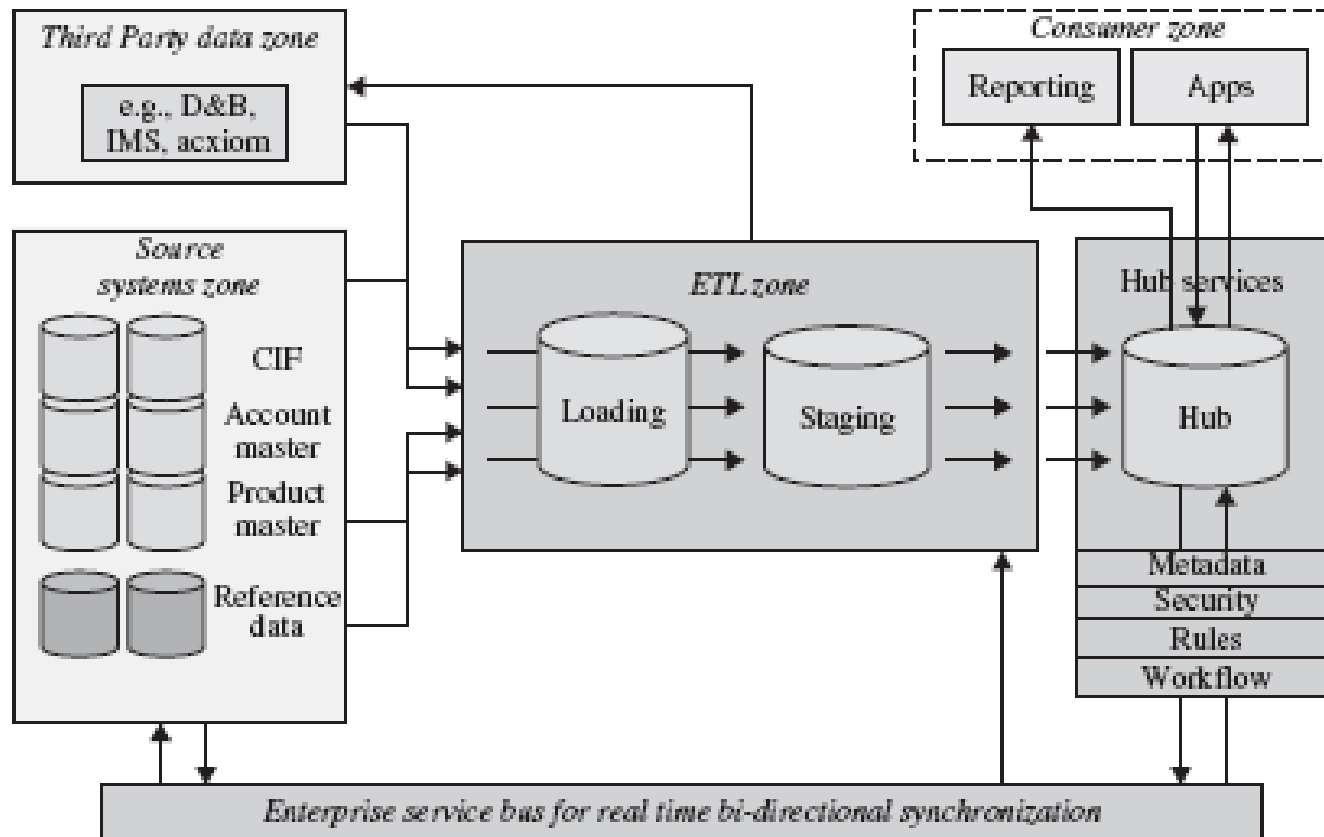 Third Party data zone
e.g., D&B,
IMS, acxiom
Consumer zone
Reporting
Apps
Source
systems zone
CIF
Account
master
Product
master
Reference
data
ETL zone
Loading
Staging
Hub services
Hub
Metadata
Security
Rules
Workflow
Enterprise service bus for real time bi-directional synchronization